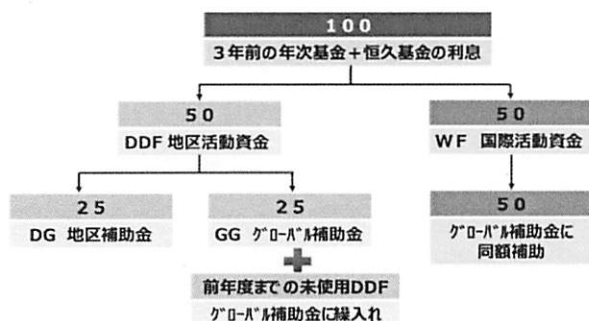 100
3年前の年次基金+恒久基金の利息
50
DDF 地区活動資金
50
WF 国際活動資金
25
DG 地区補助金
25
GG グローバル補助金
50
グローバル補助金に
同額補助
前年度までの未使用DDF
グローバル補助金に繰入れ